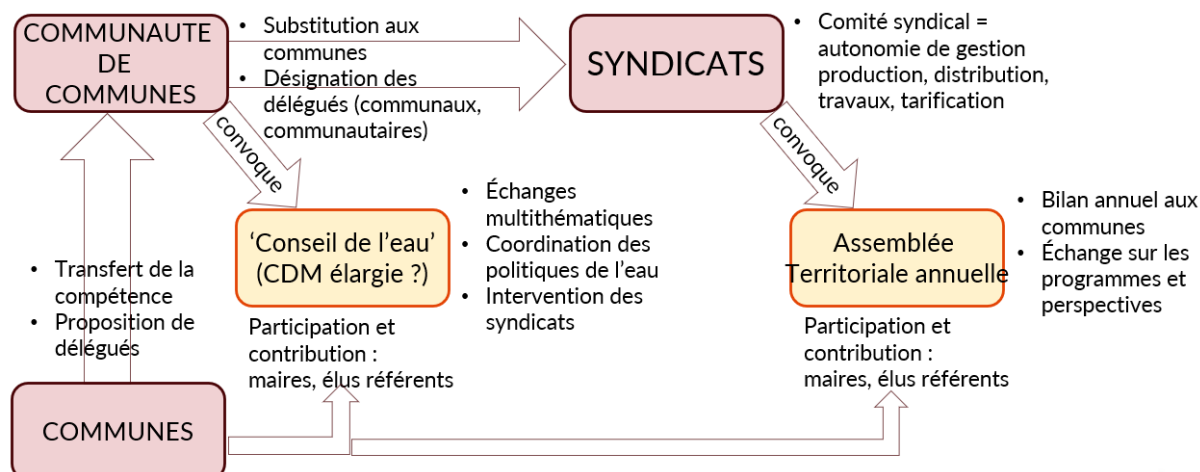 COMMUNAUTE
DE
COMMUNES
• Substitution aux
communes
• Désignation des
délégués (communaux,
communautaires)
SYNDICATS
• Comité syndical =
autonomie de gestion
production, distribution,
travaux, tarification
convoque
convoque
• Transfert de la
compétence
• Proposition de
délégués
‘Conseil de l’eau’
(CDM élargie ?)
• Échanges
multithématiques
• Coordination des
politiques de l’eau
• Intervention des
syndicats
Assemblée
Territoriale annuelle
• Bilan annuel aux
communes
• Échange sur les
programmes et
perspectives
Participation et
contribution :
maires, élus référents
Participation et
contribution :
maires, élus référents
COMMUNES